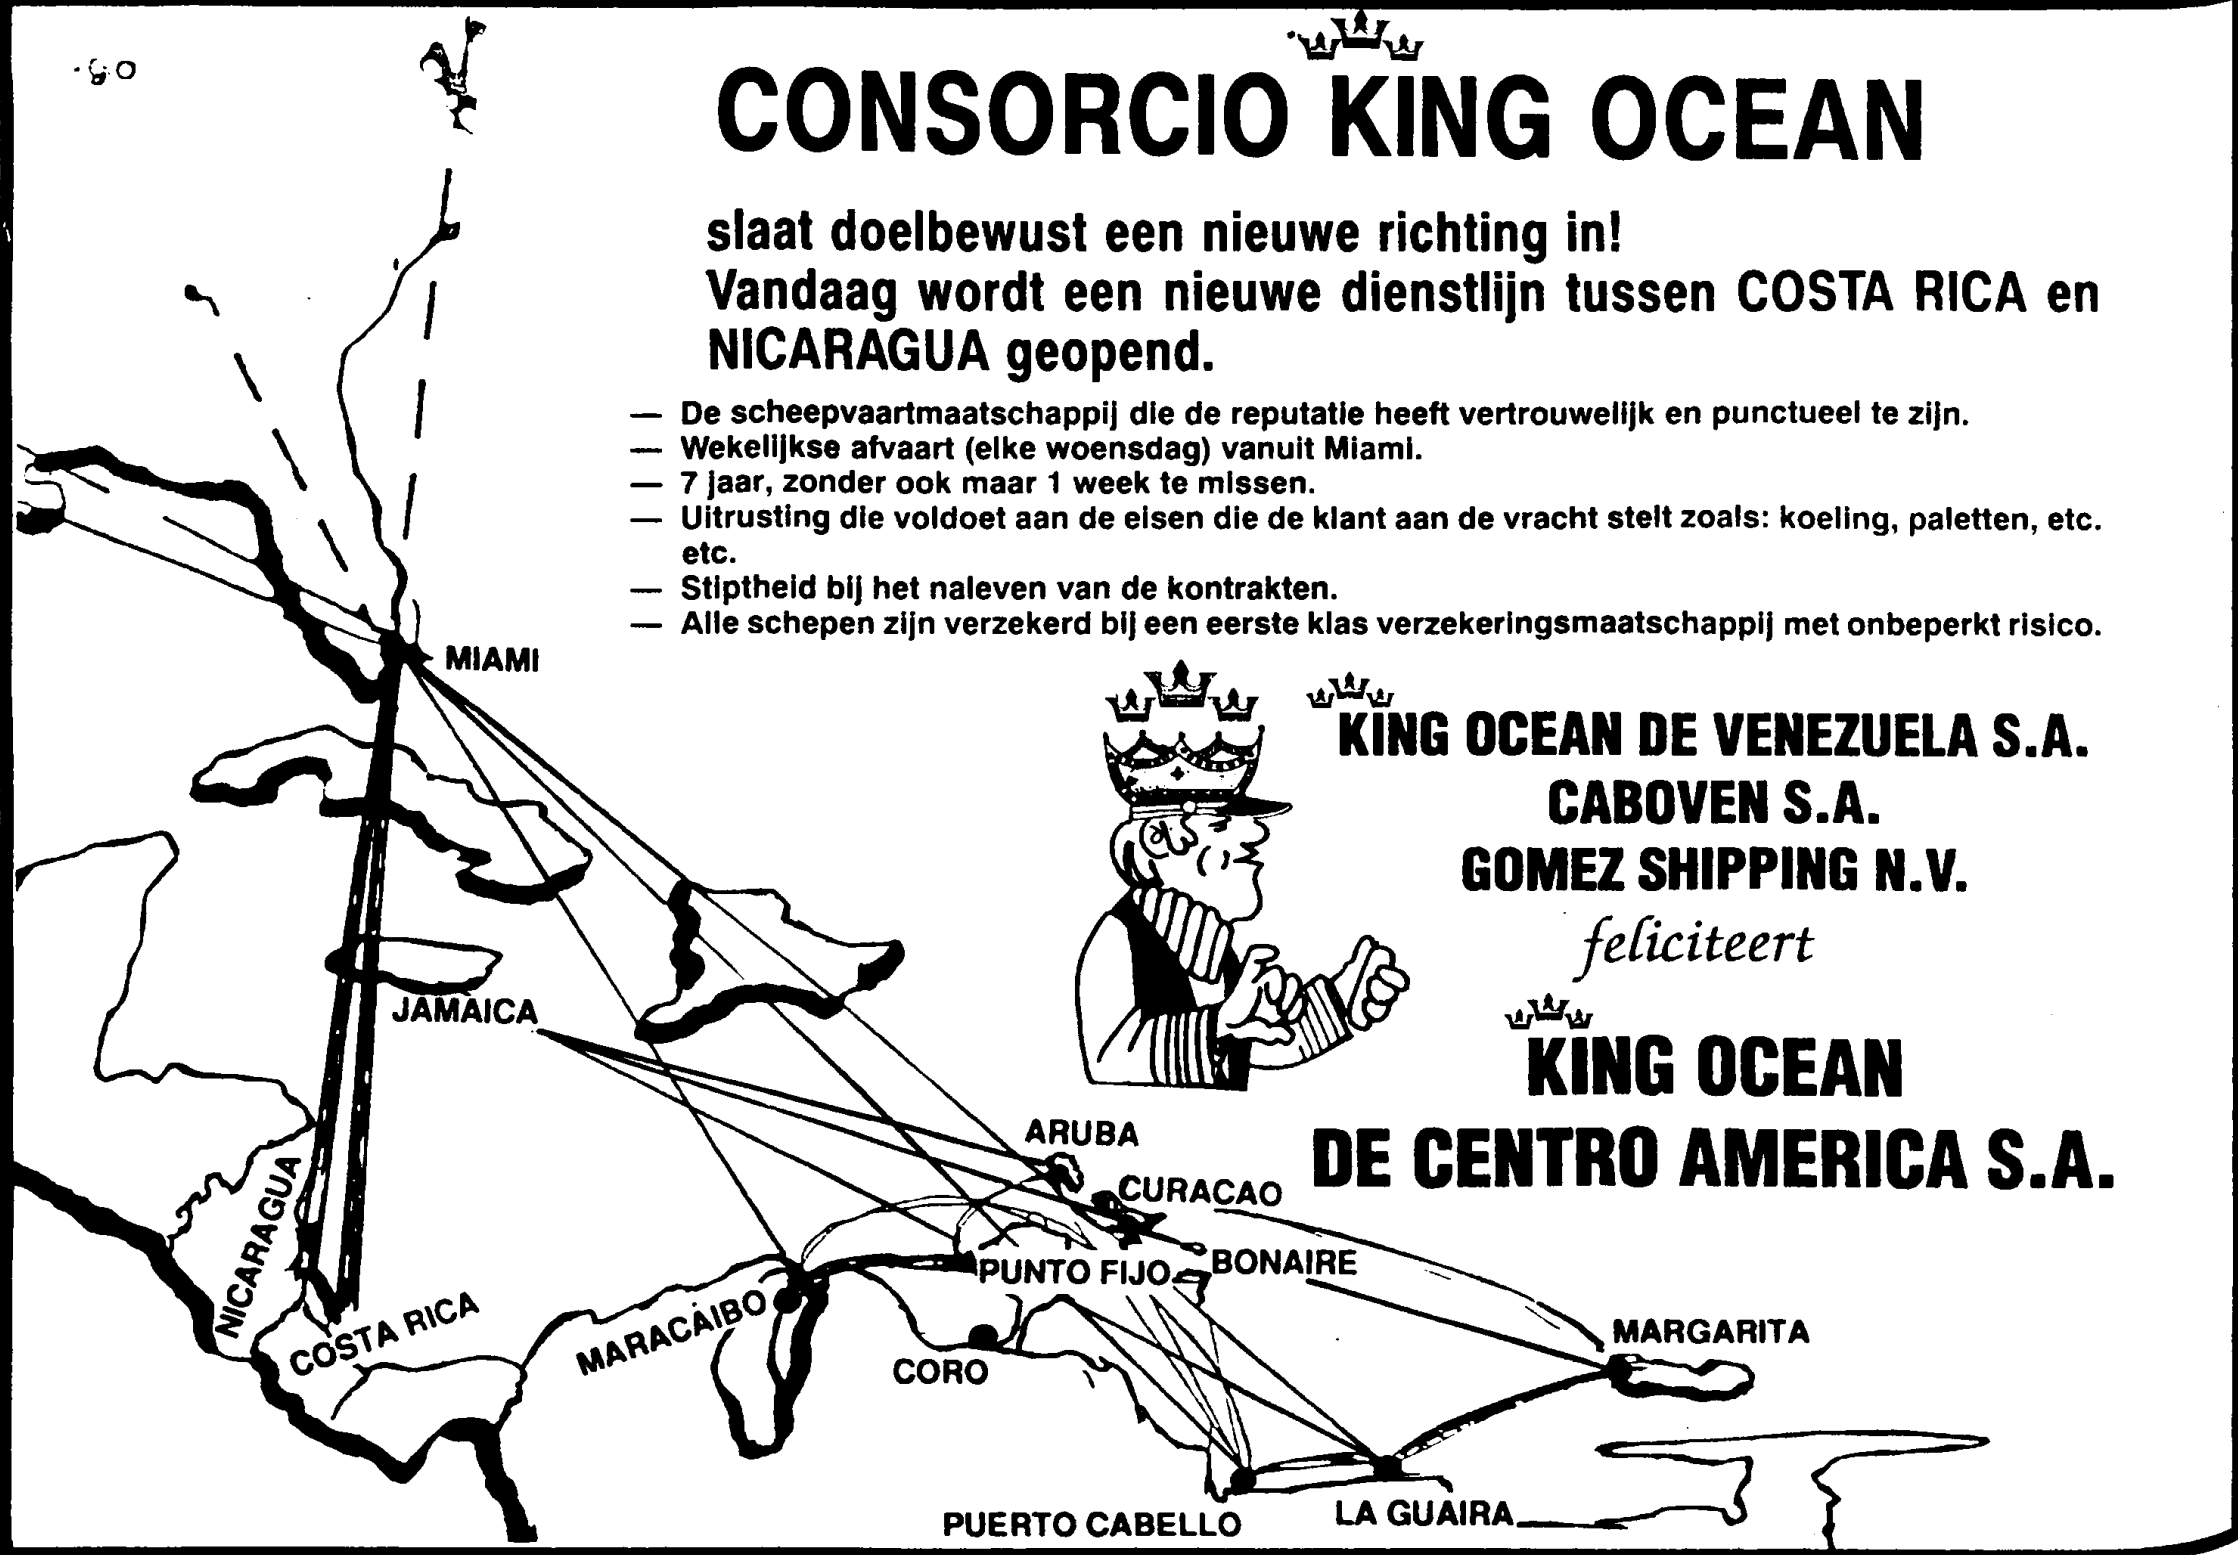 CONSORCIO KING OCEAN
slaat doelbewust een nieuwe richting in!
Vandaag wordt een nieuwe dienstlijn tussen COSTA RICA en
NICARAGUA geopend.
— De scheepvaartmaatschappij die de reputatie heeft vertrouwelijk en punctueel te zijn.
— Wekelijkse afvaart (elke woensdag) vanuit Miami.
— 7 jaar, zonder ook maar 1 week te missen.
— Uitrusting die voldoet aan de eisen die de klant aan de vracht stelt zoals: koeling, paletten, etc.
etc.
— Stiptheid bij het naleven van de kontrakten.
— Alle schepen zijn verzekerd bij een eerste klas verzekeringsmaatschappij met onbeperkt risico.
MIAMI
KING OCEAN DE VENEZUELA S.A.
CABOVEN S.A.
GOMEZ SHIPPING N.V.
feliciteert
KING OCEAN
DE CENTRO AMERICA S.A.
JAMAICA
ARUBA
CURACAO
BONAIRE
PUNTO FIJO
NICARAGUA
COSTA RICA
MARACAIBO
CORO
MARGARITA
PUERTO CABELLO
LA GUAIRA